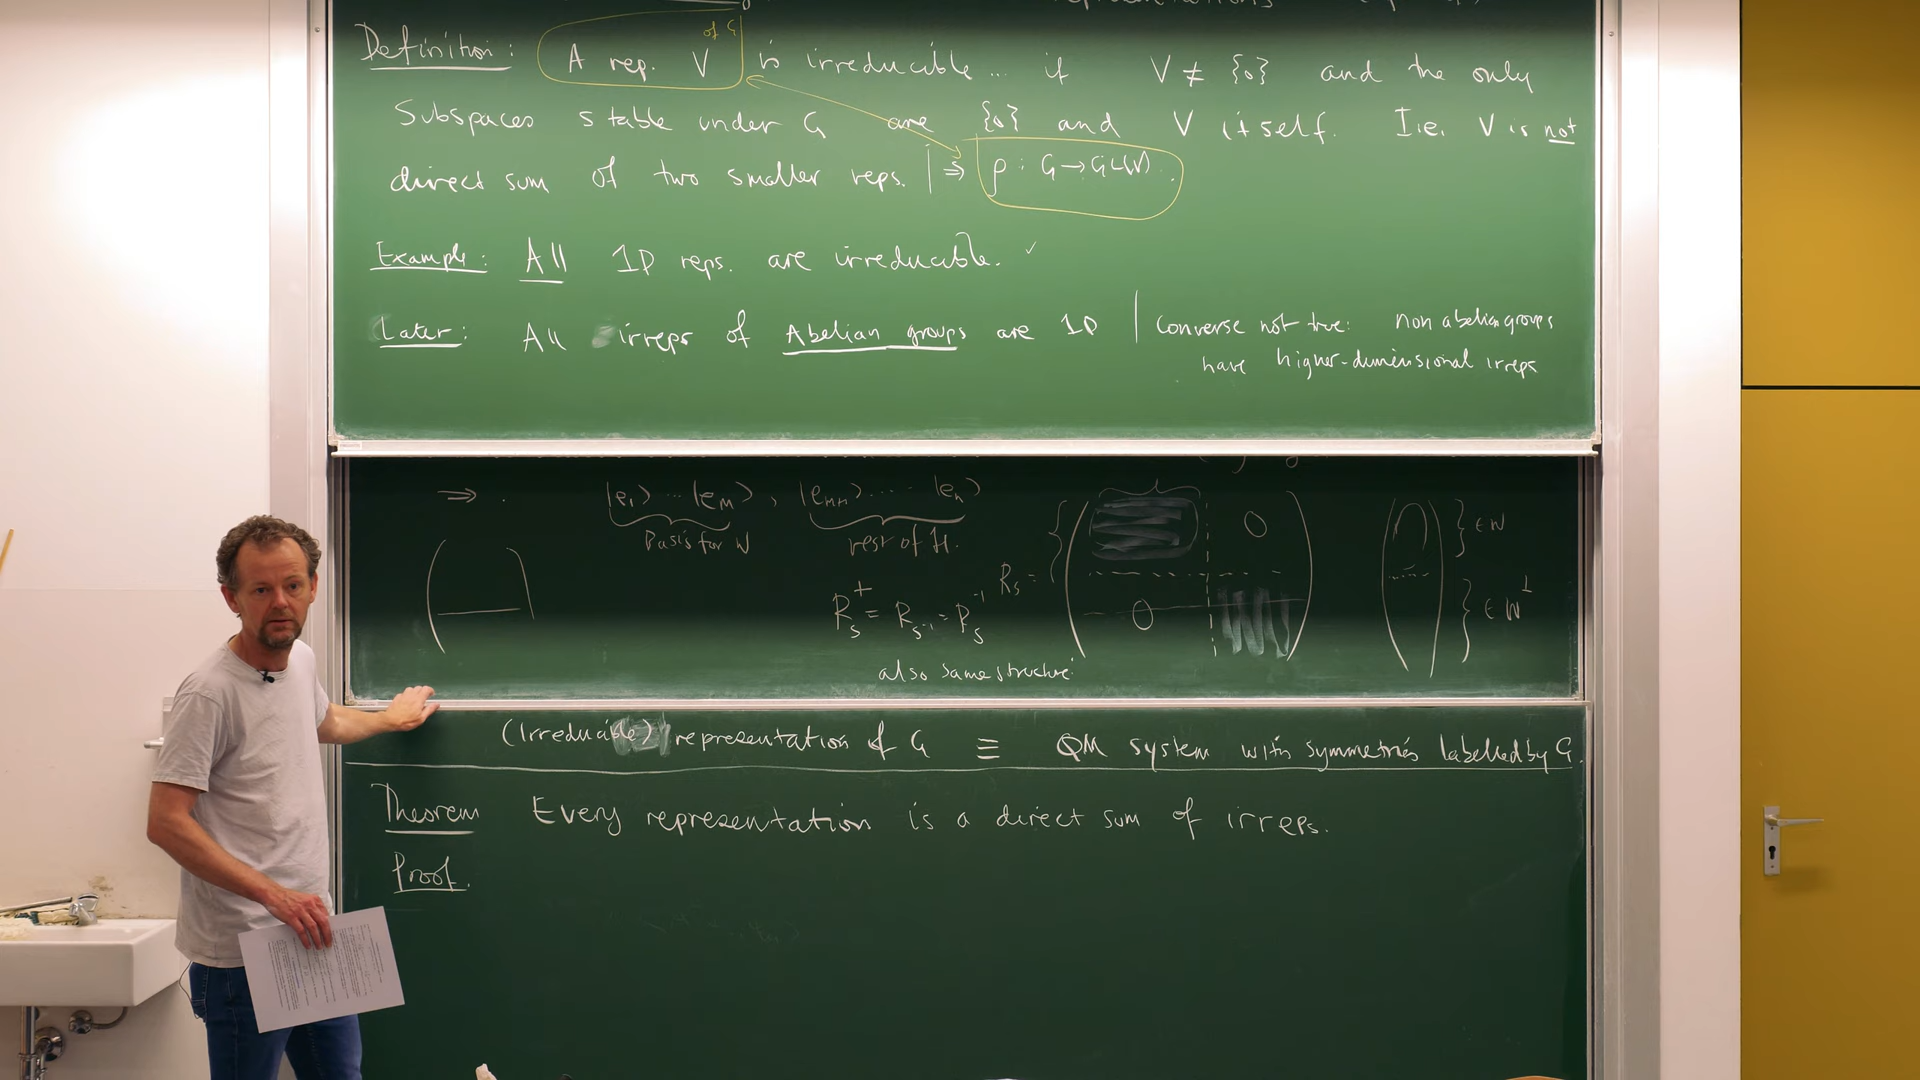 representations
of G
Definition: A rep. V is irreducible... if V ≠ {0} and the only
Subspaces stable under G are {0} and V itself. I.e. V is not
direct sum of two smaller reps. | ⇒ ρ : G → GL(V).
Example: All 1D reps. are irreducible. ✓
Later: All irreps of Abelian groups are 1D | Converse not true: non abelian groups
have higher-dimensional irreps
⇒ . |e₁⟩ ... |eₘ⟩, |eₘ₊₁⟩ .... |eₙ⟩
Basis for W rest of H.
0 } ∈ W
Rₛ⁺ = Rₛ₋₁ = Rₛ⁻¹ Rₛ =
0 } ∈ W⊥
also same structure!
(Irreducible) representation of G ≡ QM system with symmetries labelled by G.
Theorem Every representation is a direct sum of irreps.
Proof.